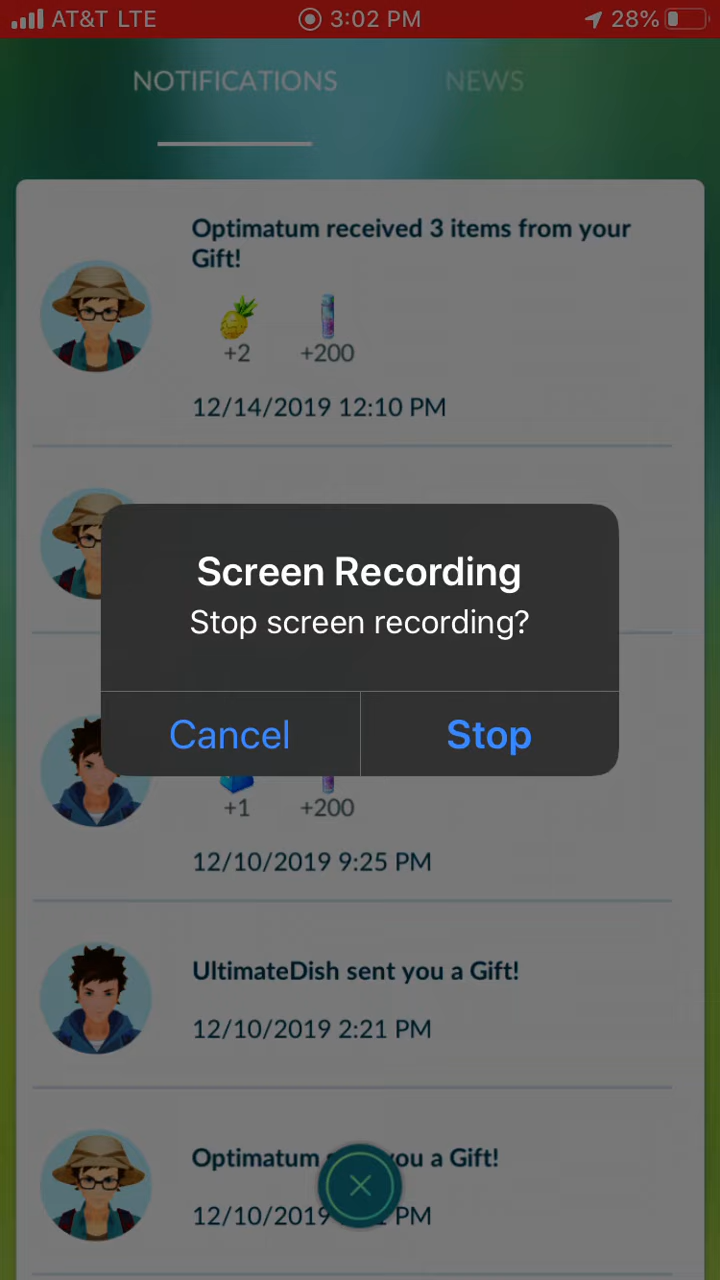 AT&T LTE 3:02 PM 28%
NOTIFICATIONS NEWS
Optimatum received 3 items from your
Gift!
+2 +200
12/14/2019 12:10 PM
Screen Recording
Stop screen recording?
Cancel Stop
+1 +200
12/10/2019 9:25 PM
UltimateDish sent you a Gift!
12/10/2019 2:21 PM
Optimatum you a Gift!
12/10/2019 PM